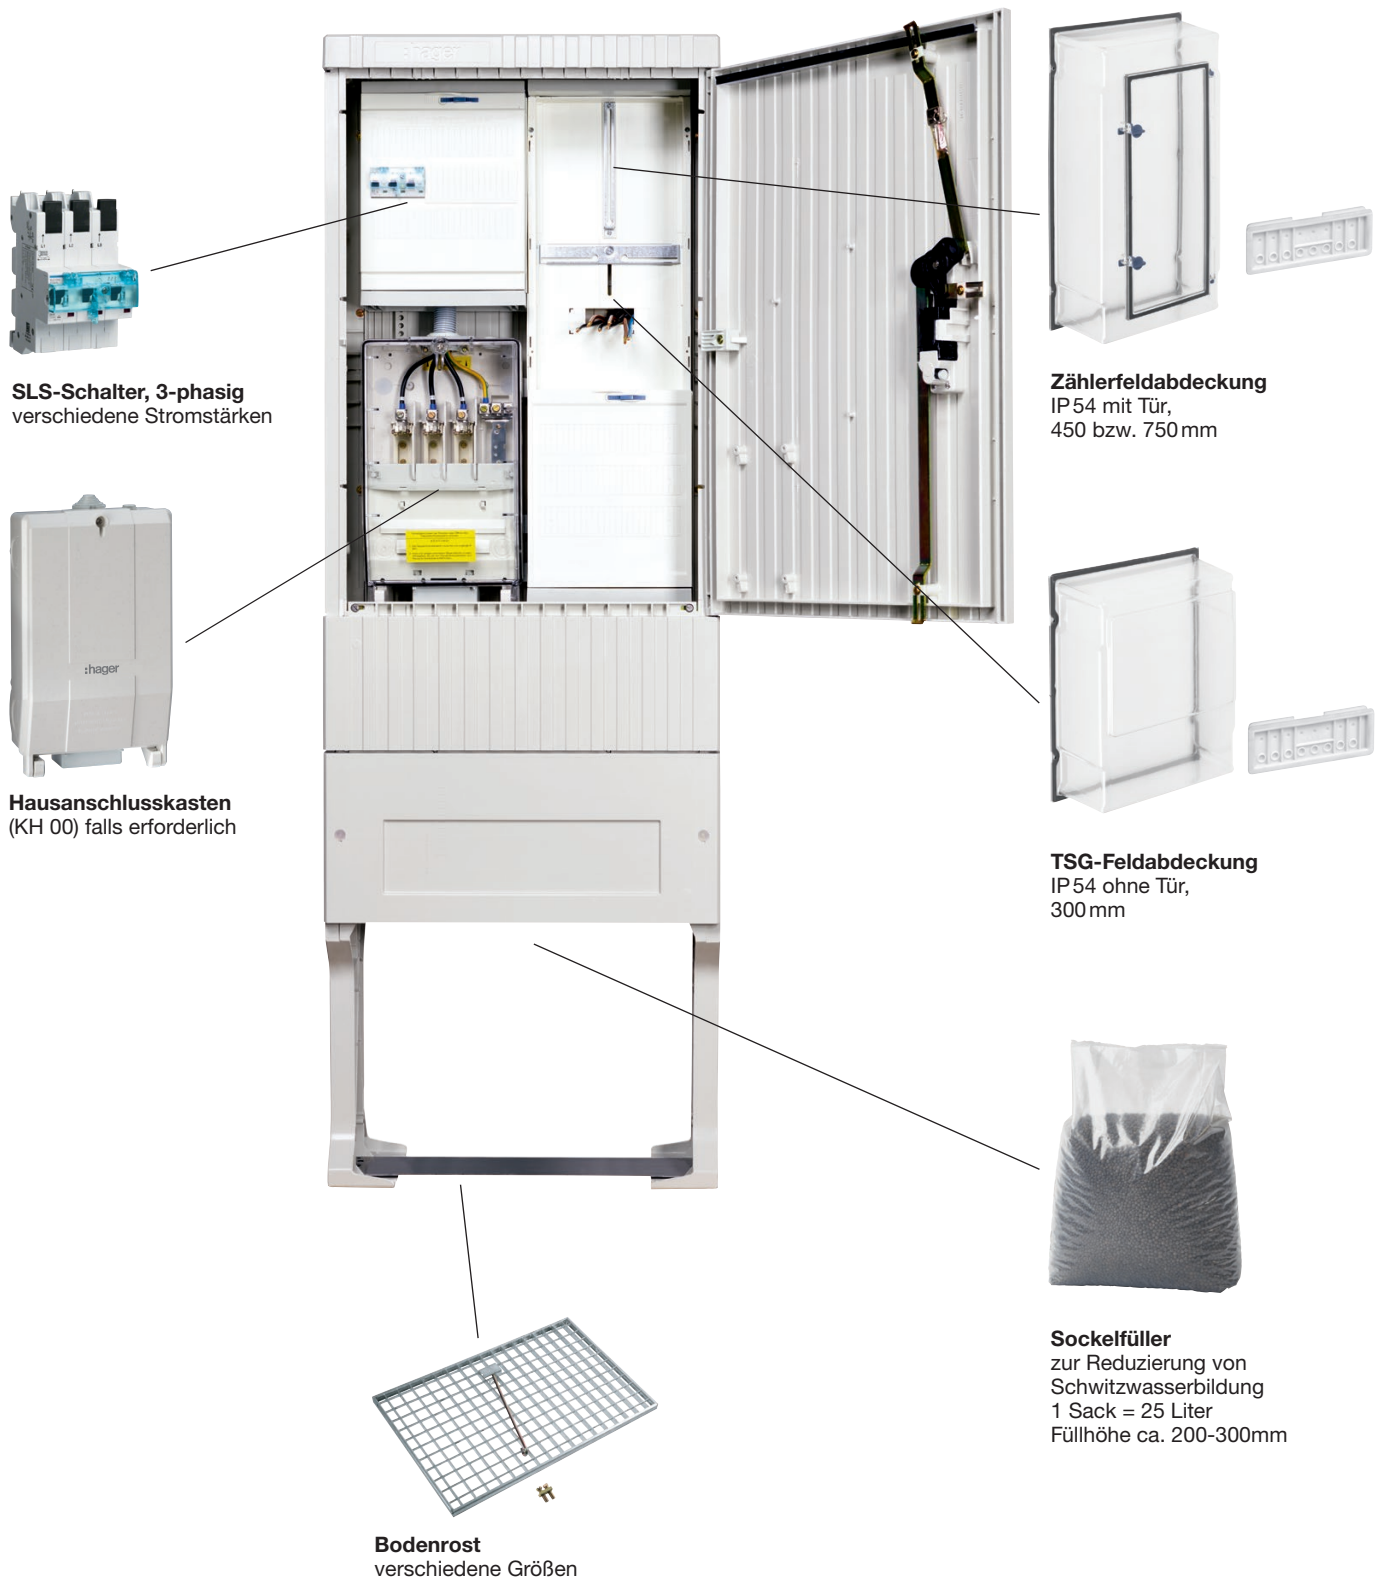 :hager
SLS-Schalter, 3-phasig
verschiedene Stromstärken
:hager
Hausanschlusskasten
(KH 00) falls erforderlich
Zählerfeldabdeckung
IP54 mit Tür,
450 bzw. 750mm
TSG-Feldabdeckung
IP54 ohne Tür,
300mm
Sockelfüller
zur Reduzierung von
Schwitzwasserbildung
1 Sack = 25 Liter
Füllhöhe ca. 200-300mm
Bodenrost
verschiedene Größen